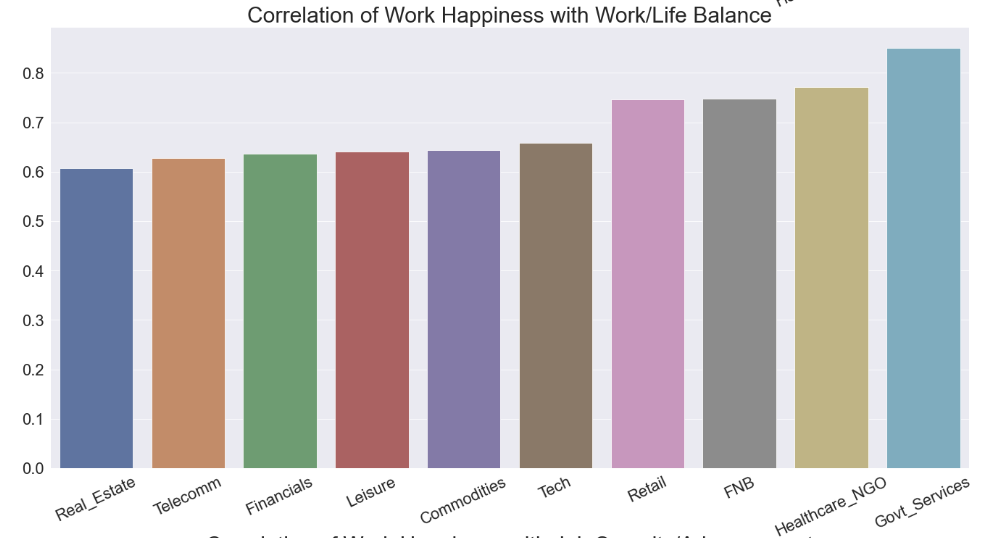 Correlation of Work Happiness with Work/Life Balance
0.8
0.7
0.6
0.5
0.4
0.3
0.2
0.1
0.0
Real_Estate
Telecomm
Financials
Leisure
Commodities
Tech
Retail
FNB
Healthcare_NGO
Govt_Services